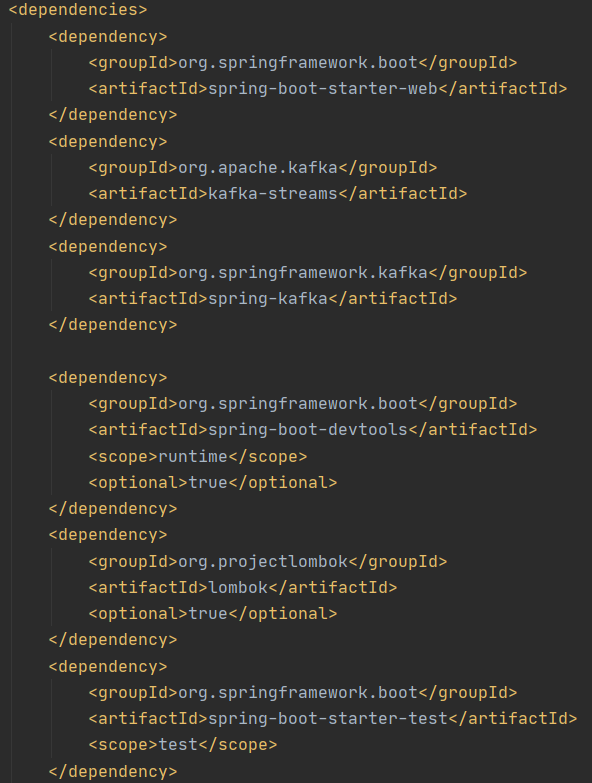 <dependencies>
    <dependency>
        <groupId>org.springframework.boot</groupId>
        <artifactId>spring-boot-starter-web</artifactId>
    </dependency>
    <dependency>
        <groupId>org.apache.kafka</groupId>
        <artifactId>kafka-streams</artifactId>
    </dependency>
    <dependency>
        <groupId>org.springframework.kafka</groupId>
        <artifactId>spring-kafka</artifactId>
    </dependency>

    <dependency>
        <groupId>org.springframework.boot</groupId>
        <artifactId>spring-boot-devtools</artifactId>
        <scope>runtime</scope>
        <optional>true</optional>
    </dependency>
    <dependency>
        <groupId>org.projectlombok</groupId>
        <artifactId>lombok</artifactId>
        <optional>true</optional>
    </dependency>
    <dependency>
        <groupId>org.springframework.boot</groupId>
        <artifactId>spring-boot-starter-test</artifactId>
        <scope>test</scope>
    </dependency>